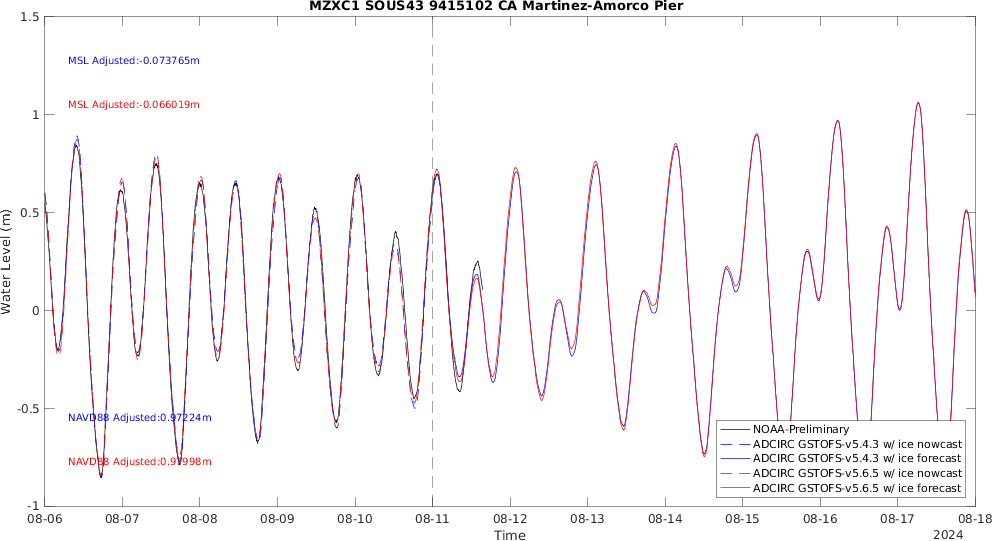 MZXC1 SOUS43 9415102 CA Martinez-Amorco Pier
1.5
1
0.5
0
-0.5
-1
Water Level (m)
MSL Adjusted:-0.073765m
MSL Adjusted:-0.066019m
NAVD88 Adjusted:0.97224m
NAVD88 Adjusted:0.97998m
NOAA-Preliminary
ADCIRC GSTOFS-v5.4.3 w/ ice nowcast
ADCIRC GSTOFS-v5.4.3 w/ ice forecast
ADCIRC GSTOFS-v5.6.5 w/ ice nowcast
ADCIRC GSTOFS-v5.6.5 w/ ice forecast
08-06 08-07 08-08 08-09 08-10 08-11 08-12 08-13 08-14 08-15 08-16 08-17 08-18
Time
2024